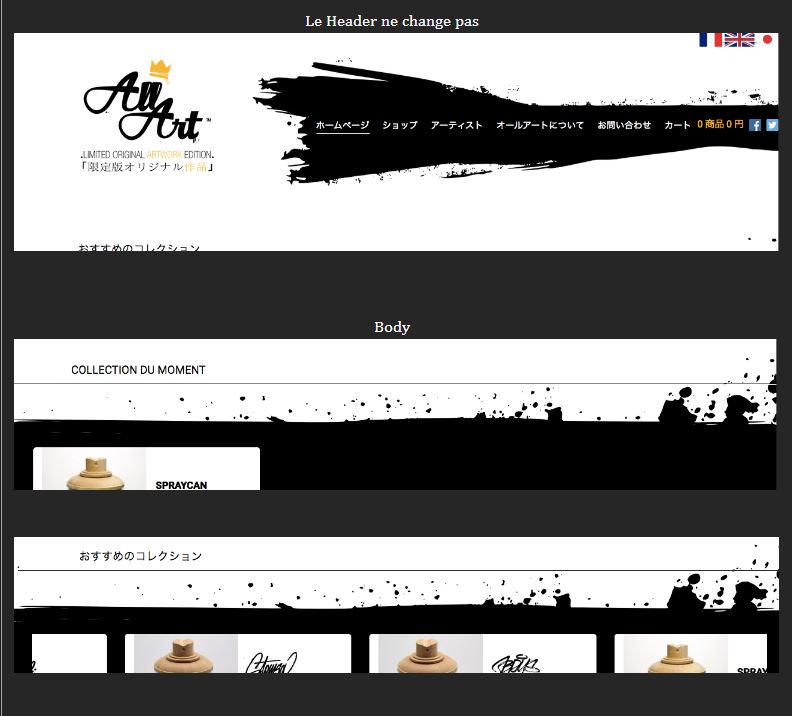 Le Header ne change pas
All Art™
.LIMITED ORIGINAL ARTWORK EDITION.
「限定版オリジナル作品」
ホームページ ショップ アーティスト オールアートについて お問い合わせ カート 0 商品 0 円
おすすめのコレクション
Body
COLLECTION DU MOMENT
SPRAYCAN
おすすめのコレクション